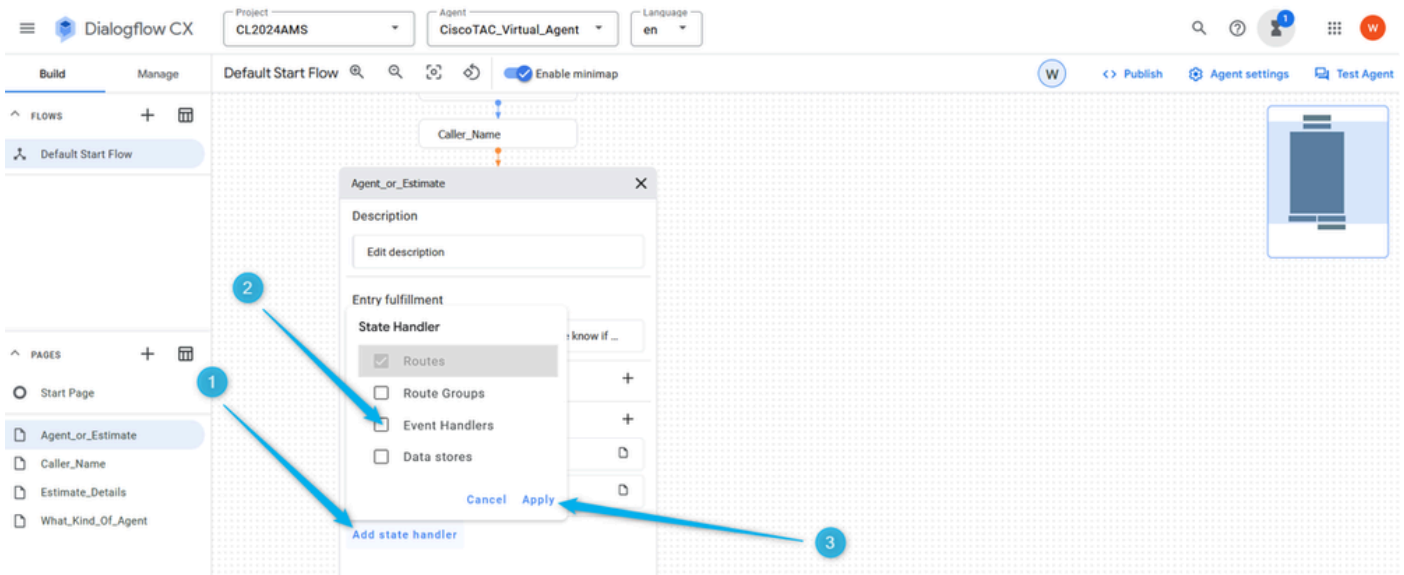 Project
Agent
Language
Dialogflow CX
CL2024AMS
CiscoTAC_Virtual_Agent
en
1
W
Build
Manage
Default Start Flow
Enable minimap
W
<> Publish
Agent settings
Test Agent
FLOWS
Default Start Flow
Caller_Name
Agent_or_Estimate
Description
Edit description
2
Entry fulfillment
State Handler
know if ...
Routes
PAGES
1
Start Page
Route Groups
Agent_or_Estimate
Event Handlers
Caller_Name
Data stores
Estimate_Details
Cancel
Apply
What_Kind_Of_Agent
Add state handler
3